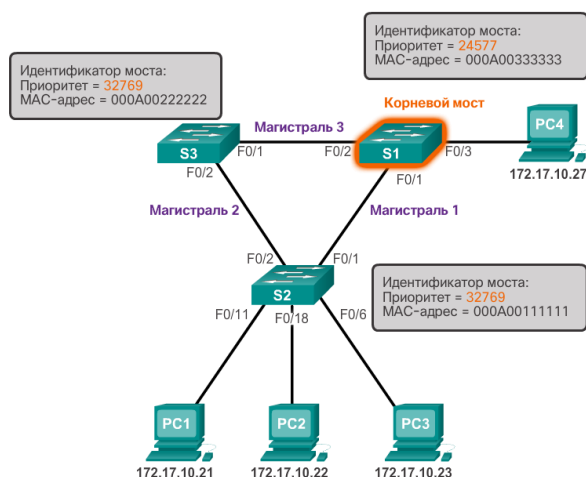 Идентификатор моста:
Приоритет = 24577
MAC-адрес = 000A00333333
Идентификатор моста:
Приоритет = 32769
MAC-адрес = 000A00222222
Корневой мост
Магистраль 3
PC4
S3
F0/1
F0/2
S1
F0/3
F0/2
F0/1
172.17.10.27
Магистраль 2
Магистраль 1
F0/2
F0/1
S2
Идентификатор моста:
Приоритет = 32769
MAC-адрес = 000A00111111
F0/11
F0/18
F0/6
PC1
PC2
PC3
172.17.10.21
172.17.10.22
172.17.10.23